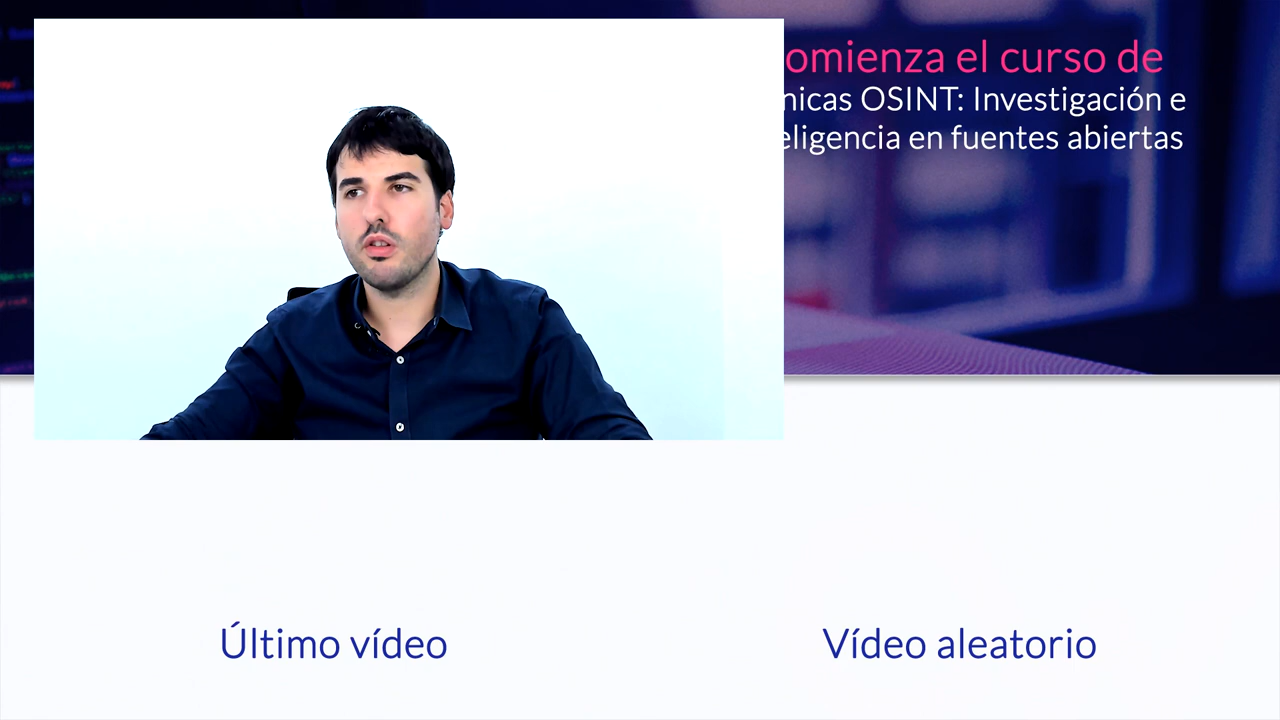 omienza el curso de
nicas OSINT: Investigación e
eligencia en fuentes abiertas
Último vídeo
Vídeo aleatorio